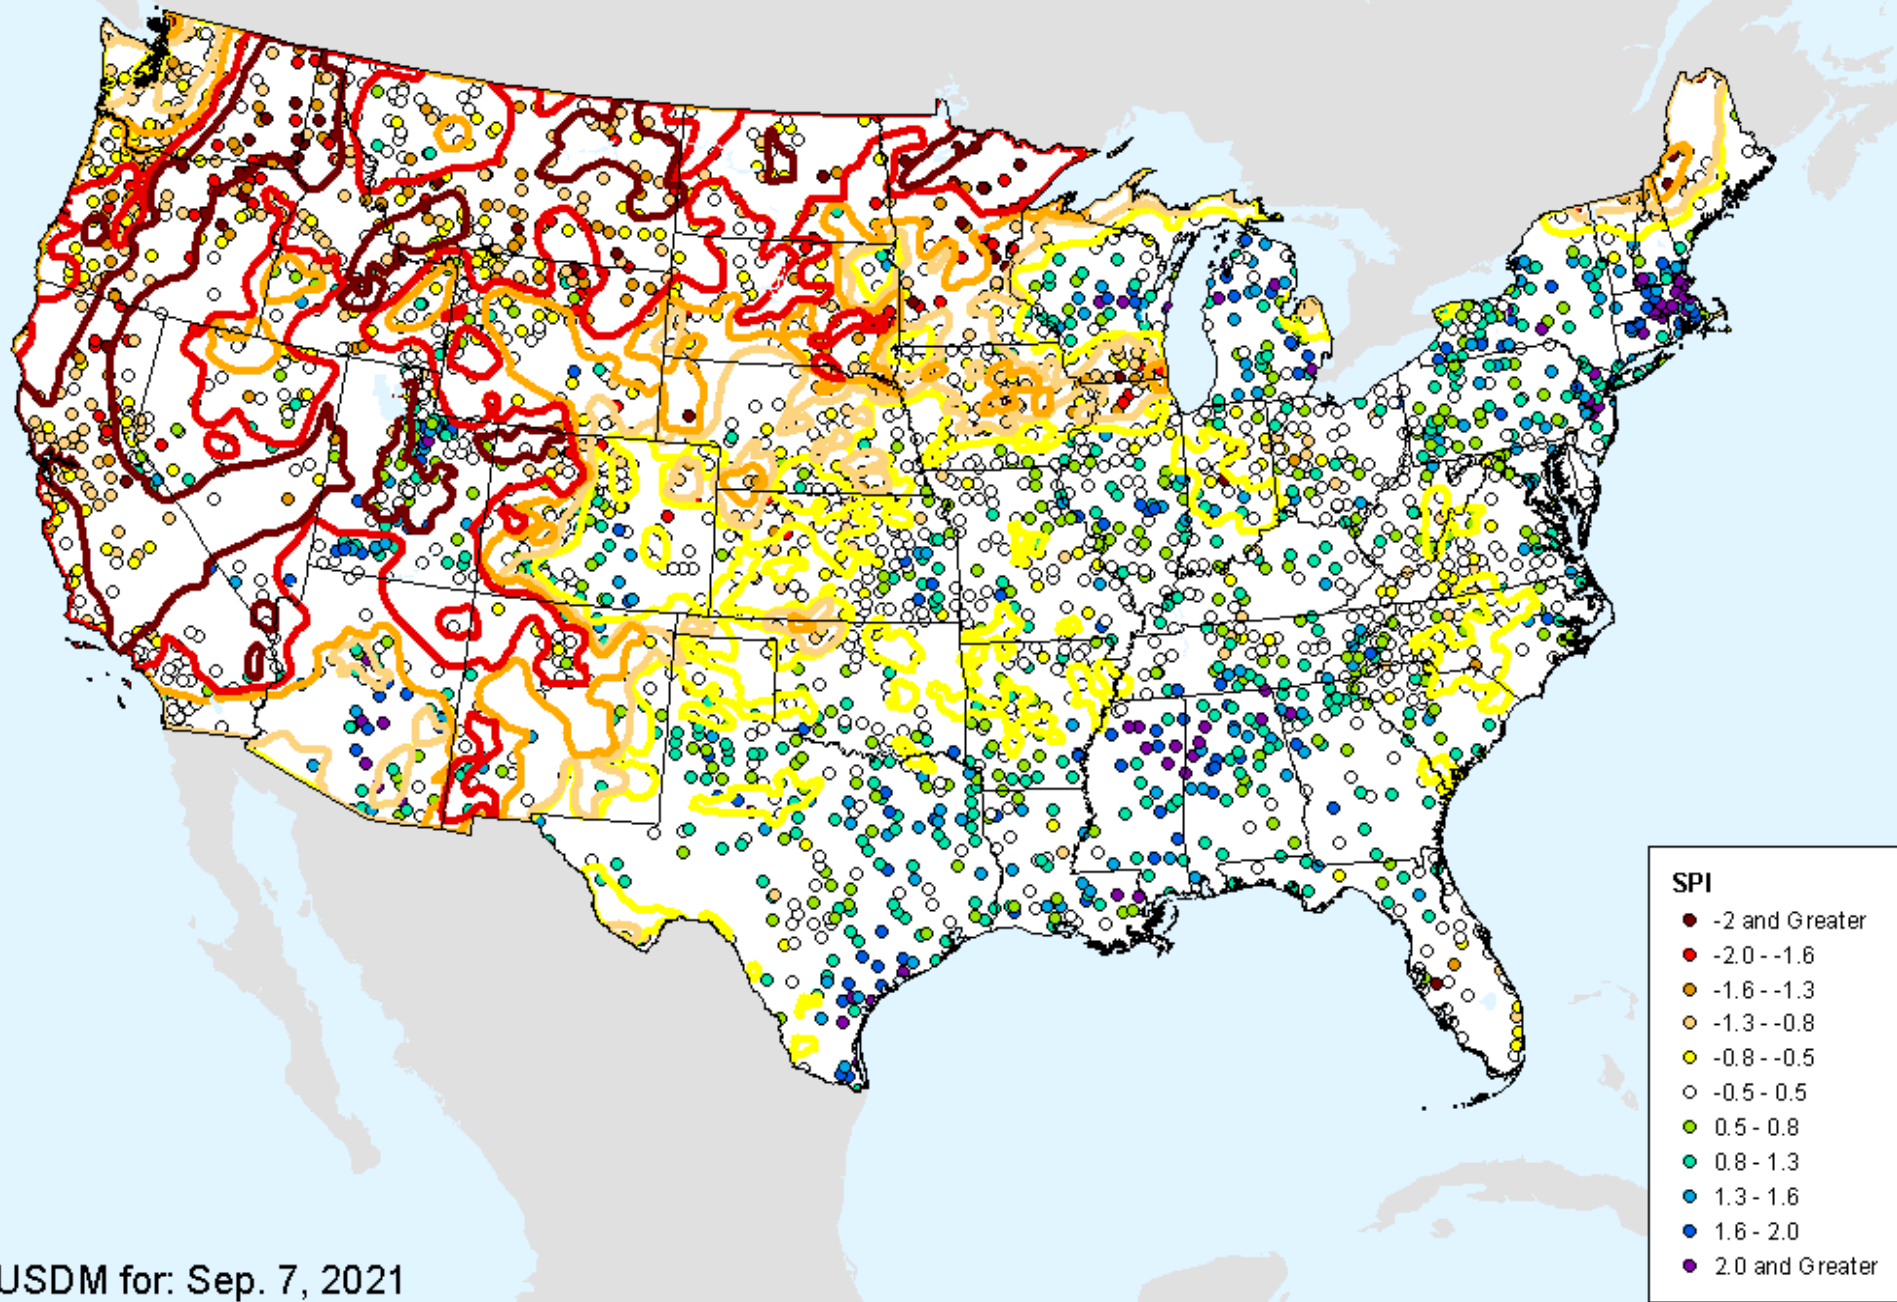 SPI
-2 and Greater
-2.0 - -1.6
-1.6 - -1.3
-1.3 - -0.8
-0.8 - -0.5
-0.5 - 0.5
0.5 - 0.8
0.8 - 1.3
1.3 - 1.6
1.6 - 2.0
2.0 and Greater
USDM for: Sep. 7, 2021